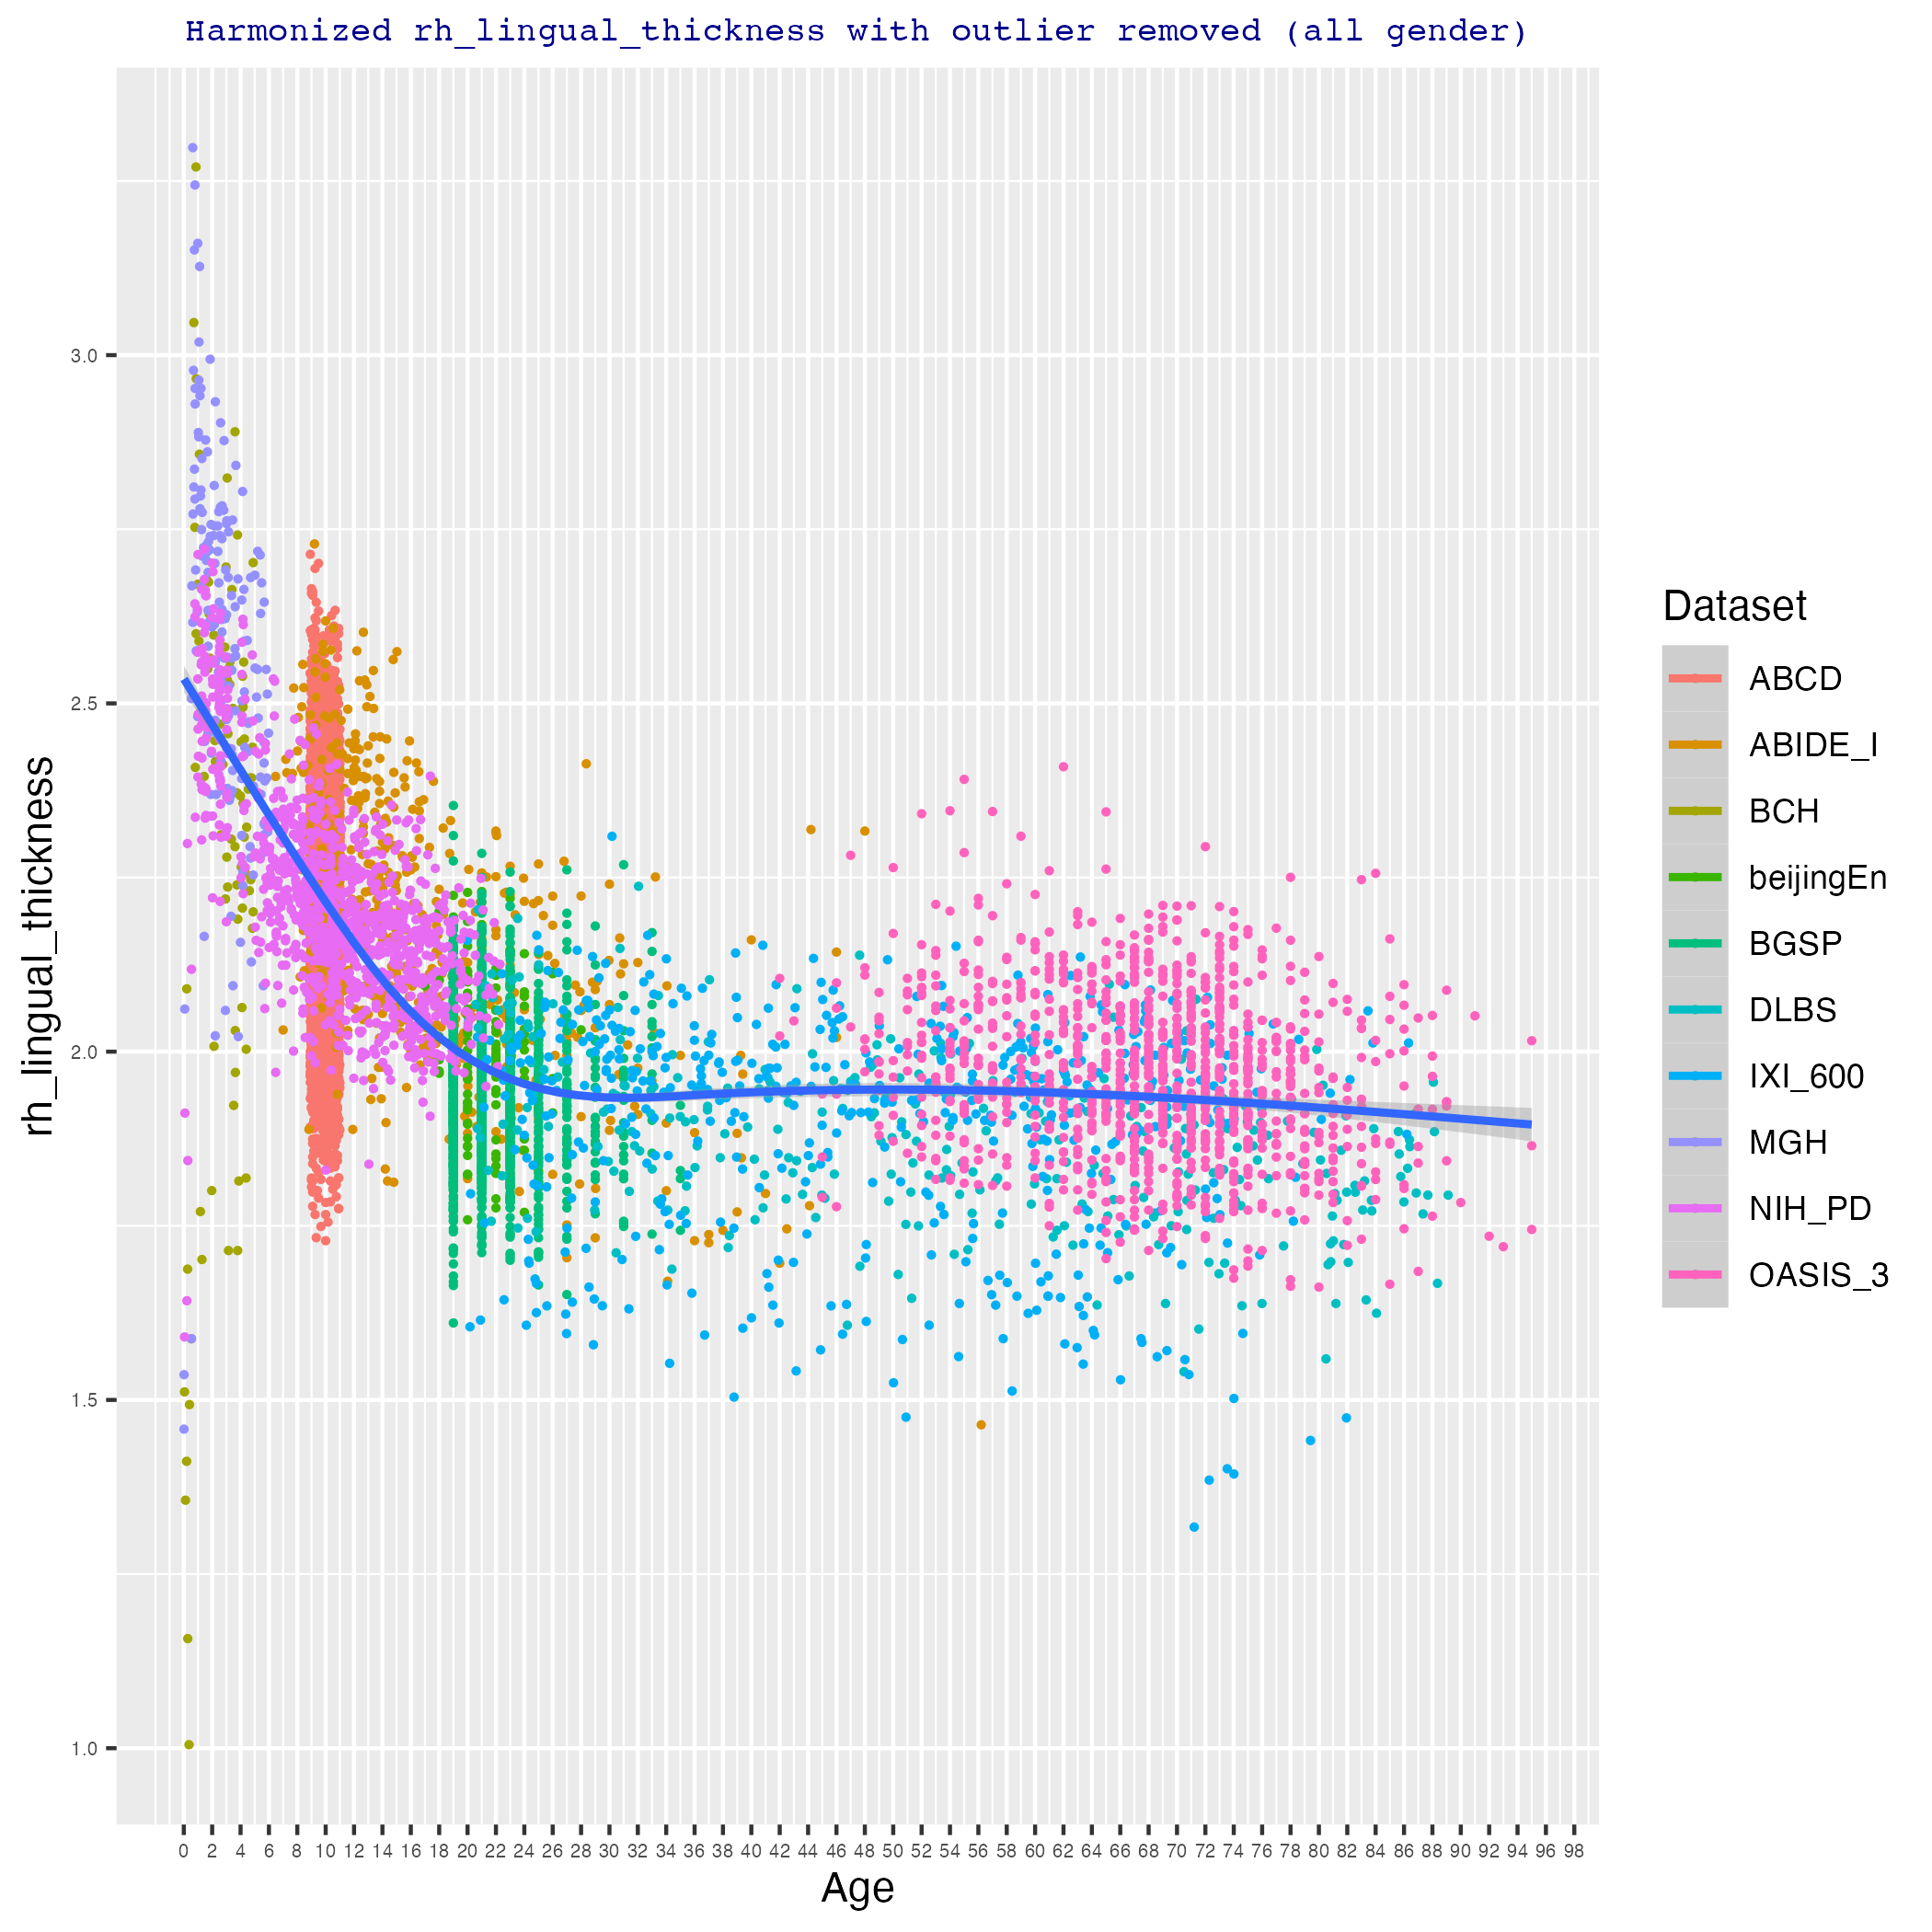 Harmonized rh_lingual_thickness with outlier removed (all gender)
rh_lingual_thickness
3.0
2.5
2.0
1.5
1.0
0 2 4 6 8 10 12 14 16 18 20 22 24 26 28 30 32 34 36 38 40 42 44 46 48 50 52 54 56 58 60 62 64 66 68 70 72 74 76 78 80 82 84 86 88 90 92 94 96 98
Age
Dataset
ABCD
ABIDE_I
BCH
beijingEn
BGSP
DLBS
IXI_600
MGH
NIH_PD
OASIS_3